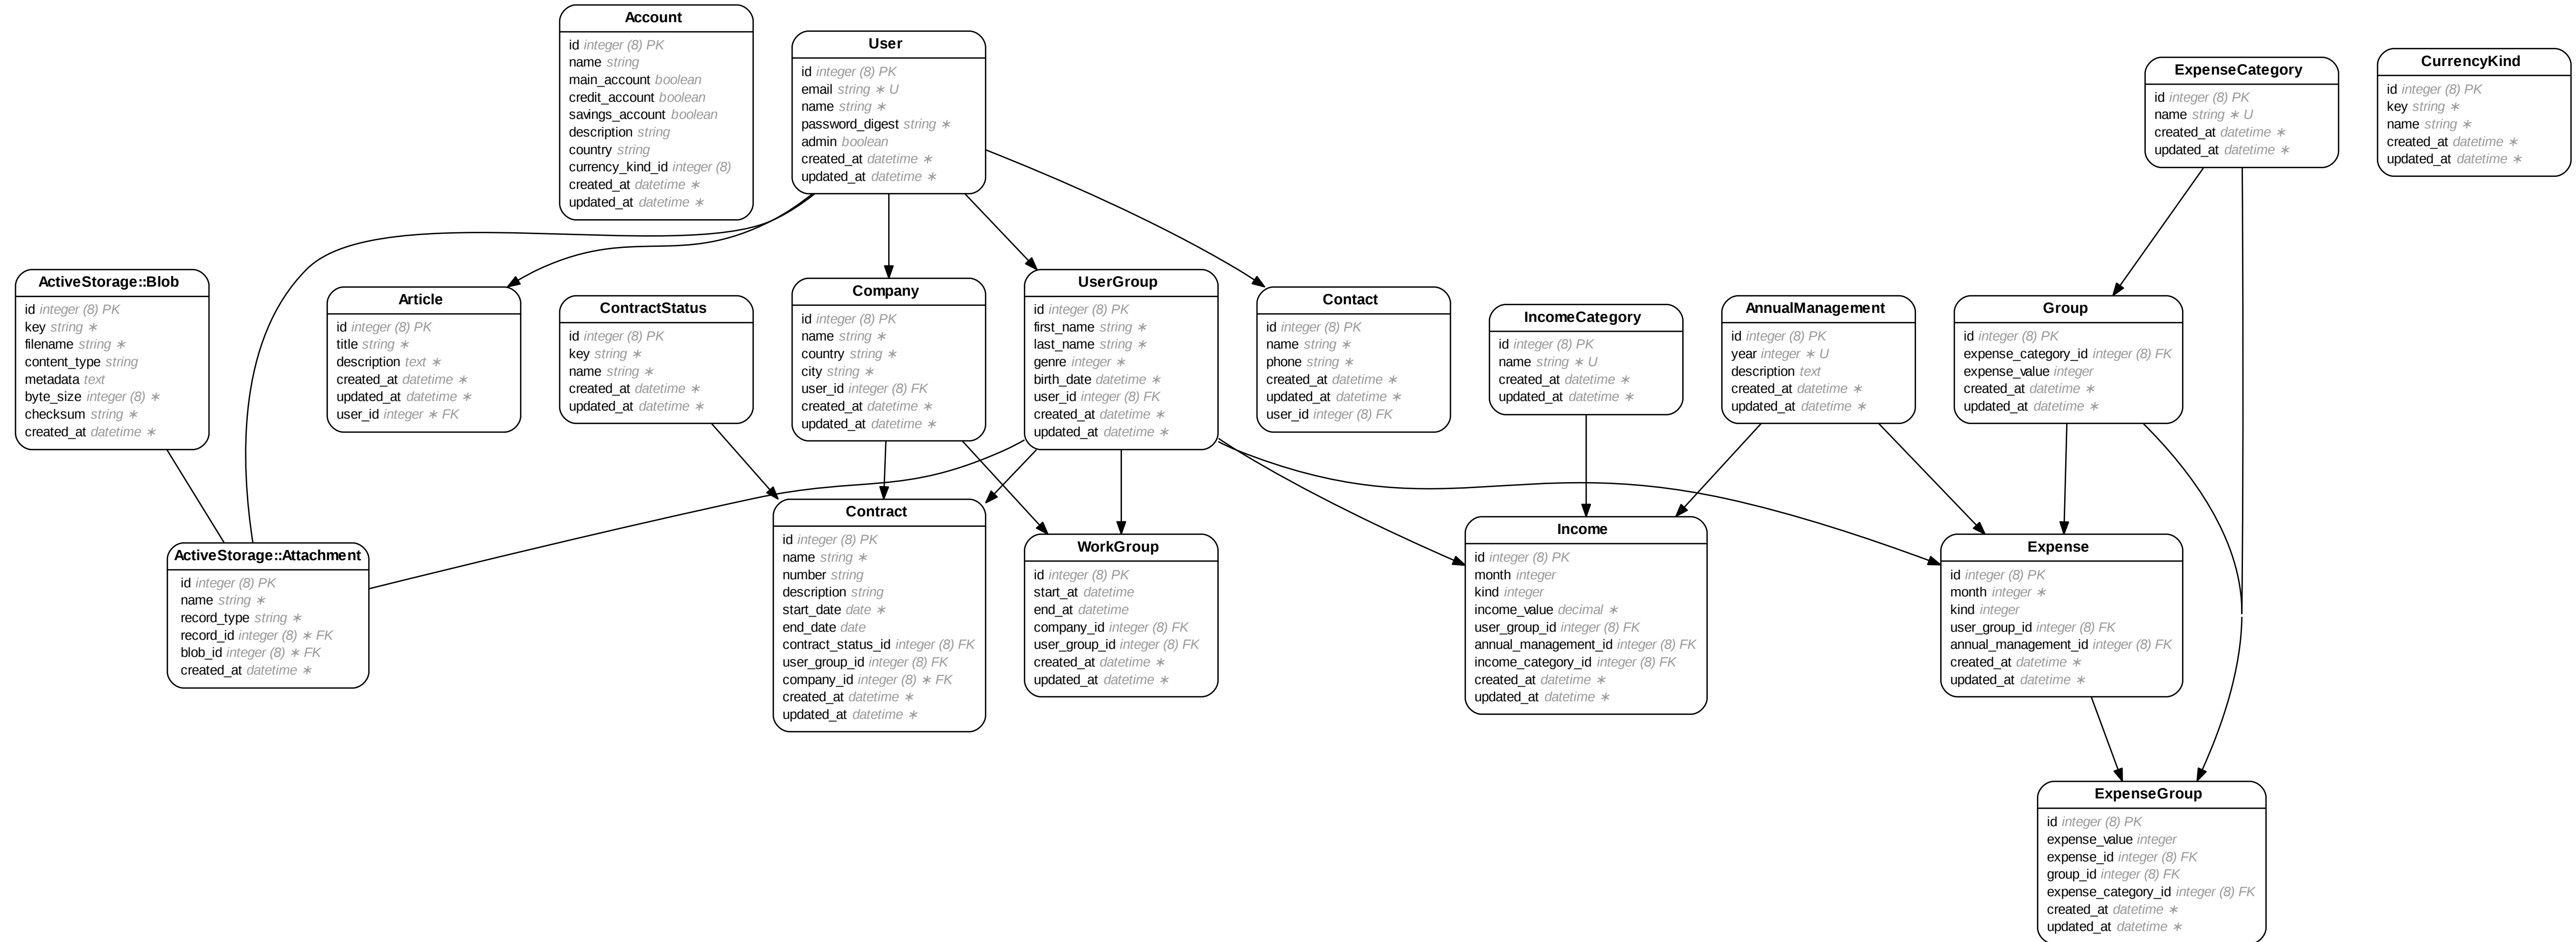 Account
id integer (8) PK
name string
main_account boolean
credit_account boolean
savings_account boolean
description string
country string
currency_kind_id integer (8)
created_at datetime ∗
updated_at datetime ∗
User
id integer (8) PK
email string ∗ U
name string ∗
password_digest string ∗
admin boolean
created_at datetime ∗
updated_at datetime ∗
ExpenseCategory
id integer (8) PK
name string ∗ U
created_at datetime ∗
updated_at datetime ∗
CurrencyKind
id integer (8) PK
key string ∗
name string ∗
created_at datetime ∗
updated_at datetime ∗
ActiveStorage::Blob
id integer (8) PK
key string ∗
filename string ∗
content_type string
metadata text
byte_size integer (8) ∗
checksum string ∗
created_at datetime ∗
Article
id integer (8) PK
title string ∗
description text ∗
created_at datetime ∗
updated_at datetime ∗
user_id integer ∗ FK
ContractStatus
id integer (8) PK
key string ∗
name string ∗
created_at datetime ∗
updated_at datetime ∗
Company
id integer (8) PK
name string ∗
country string ∗
city string ∗
user_id integer (8) FK
created_at datetime ∗
updated_at datetime ∗
UserGroup
id integer (8) PK
first_name string ∗
last_name string ∗
genre integer ∗
birth_date datetime ∗
user_id integer (8) FK
created_at datetime ∗
updated_at datetime ∗
Contact
id integer (8) PK
name string ∗
phone string ∗
created_at datetime ∗
updated_at datetime ∗
user_id integer (8) FK
IncomeCategory
id integer (8) PK
name string ∗ U
created_at datetime ∗
updated_at datetime ∗
AnnualManagement
id integer (8) PK
year integer ∗ U
description text
created_at datetime ∗
updated_at datetime ∗
Group
id integer (8) PK
expense_category_id integer (8) FK
expense_value integer
created_at datetime ∗
updated_at datetime ∗
ActiveStorage::Attachment
id integer (8) PK
name string ∗
record_type string ∗
record_id integer (8) ∗ FK
blob_id integer (8) ∗ FK
created_at datetime ∗
Contract
id integer (8) PK
name string ∗
number string
description string
start_date date ∗
end_date date
contract_status_id integer (8) FK
user_group_id integer (8) FK
company_id integer (8) ∗ FK
created_at datetime ∗
updated_at datetime ∗
WorkGroup
id integer (8) PK
start_at datetime
end_at datetime
company_id integer (8) FK
user_group_id integer (8) FK
created_at datetime ∗
updated_at datetime ∗
Income
id integer (8) PK
month integer
kind integer
income_value decimal ∗
user_group_id integer (8) FK
annual_management_id integer (8) FK
income_category_id integer (8) FK
created_at datetime ∗
updated_at datetime ∗
Expense
id integer (8) PK
month integer ∗
kind integer
user_group_id integer (8) FK
annual_management_id integer (8) FK
created_at datetime ∗
updated_at datetime ∗
ExpenseGroup
id integer (8) PK
expense_value integer
expense_id integer (8) FK
group_id integer (8) FK
expense_category_id integer (8) FK
created_at datetime ∗
updated_at datetime ∗